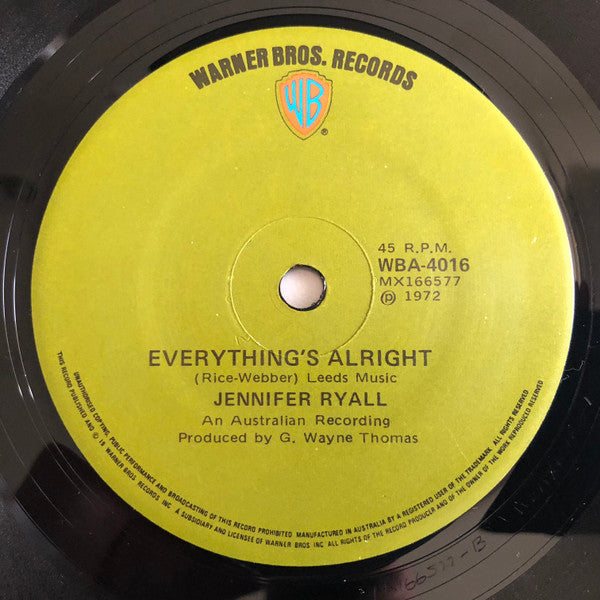 WARNER BROS. RECORDS
WB
®
45 R.P.M.
WBA-4016
MX166577
℗ 1972
EVERYTHING'S ALRIGHT
(Rice-Webber) Leeds Music
JENNIFER RYALL
An Australian Recording
Produced by G. Wayne Thomas
UNAUTHORISED COPYING, PUBLIC PERFORMANCE AND BROADCASTING OF THIS RECORD PROHIBITED. MANUFACTURED IN AUSTRALIA BY A REGISTERED USER OF THE TRADEMARK. ALL RIGHTS RESERVED.
THIS RECORD PUBLISHED AND © 19 WARNER BROS. RECORDS INC. A SUBSIDIARY AND LICENSEE OF WARNER BROS. INC. ALL RIGHTS OF THE RECORD PRODUCER AND OF THE OWNER OF THE WORK REPRODUCED RESERVED.
66577-B